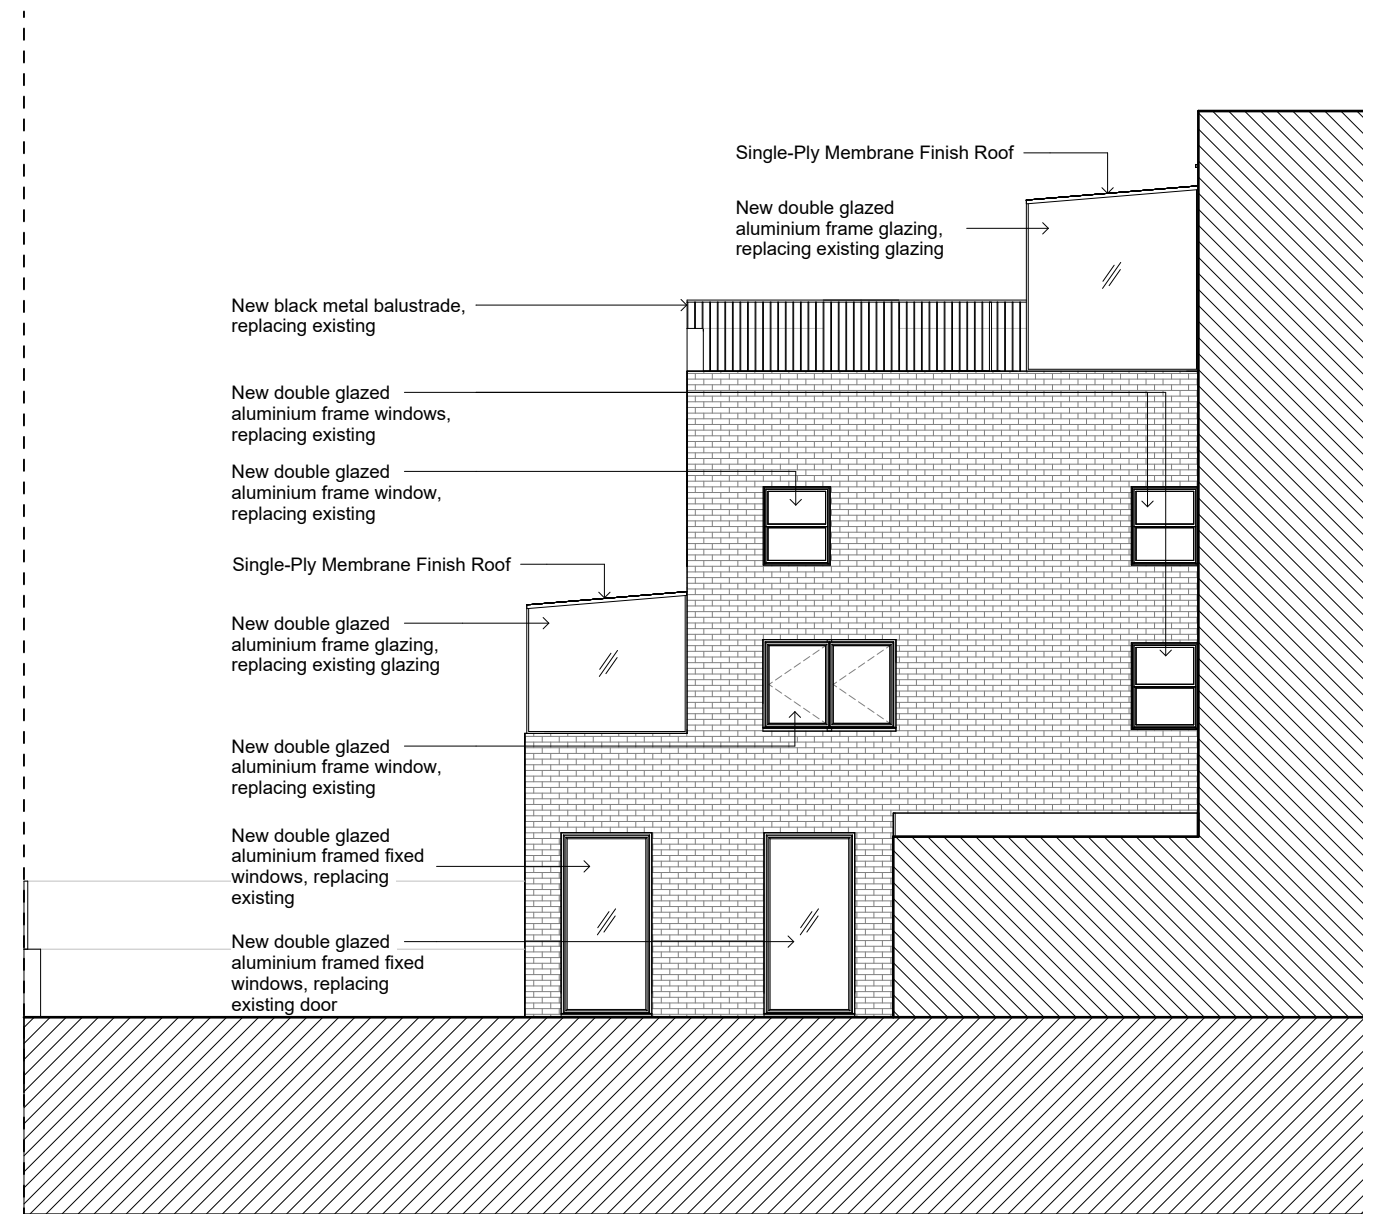 Single-Ply Membrane Finish Roof
New double glazed
aluminium frame glazing,
replacing existing glazing
New black metal balustrade,
replacing existing
New double glazed
aluminium frame windows,
replacing existing
New double glazed
aluminium frame window,
replacing existing
Single-Ply Membrane Finish Roof
New double glazed
aluminium frame glazing,
replacing existing glazing
New double glazed
aluminium frame window,
replacing existing
New double glazed
aluminium framed fixed
windows, replacing
existing
New double glazed
aluminium framed fixed
windows, replacing
existing door